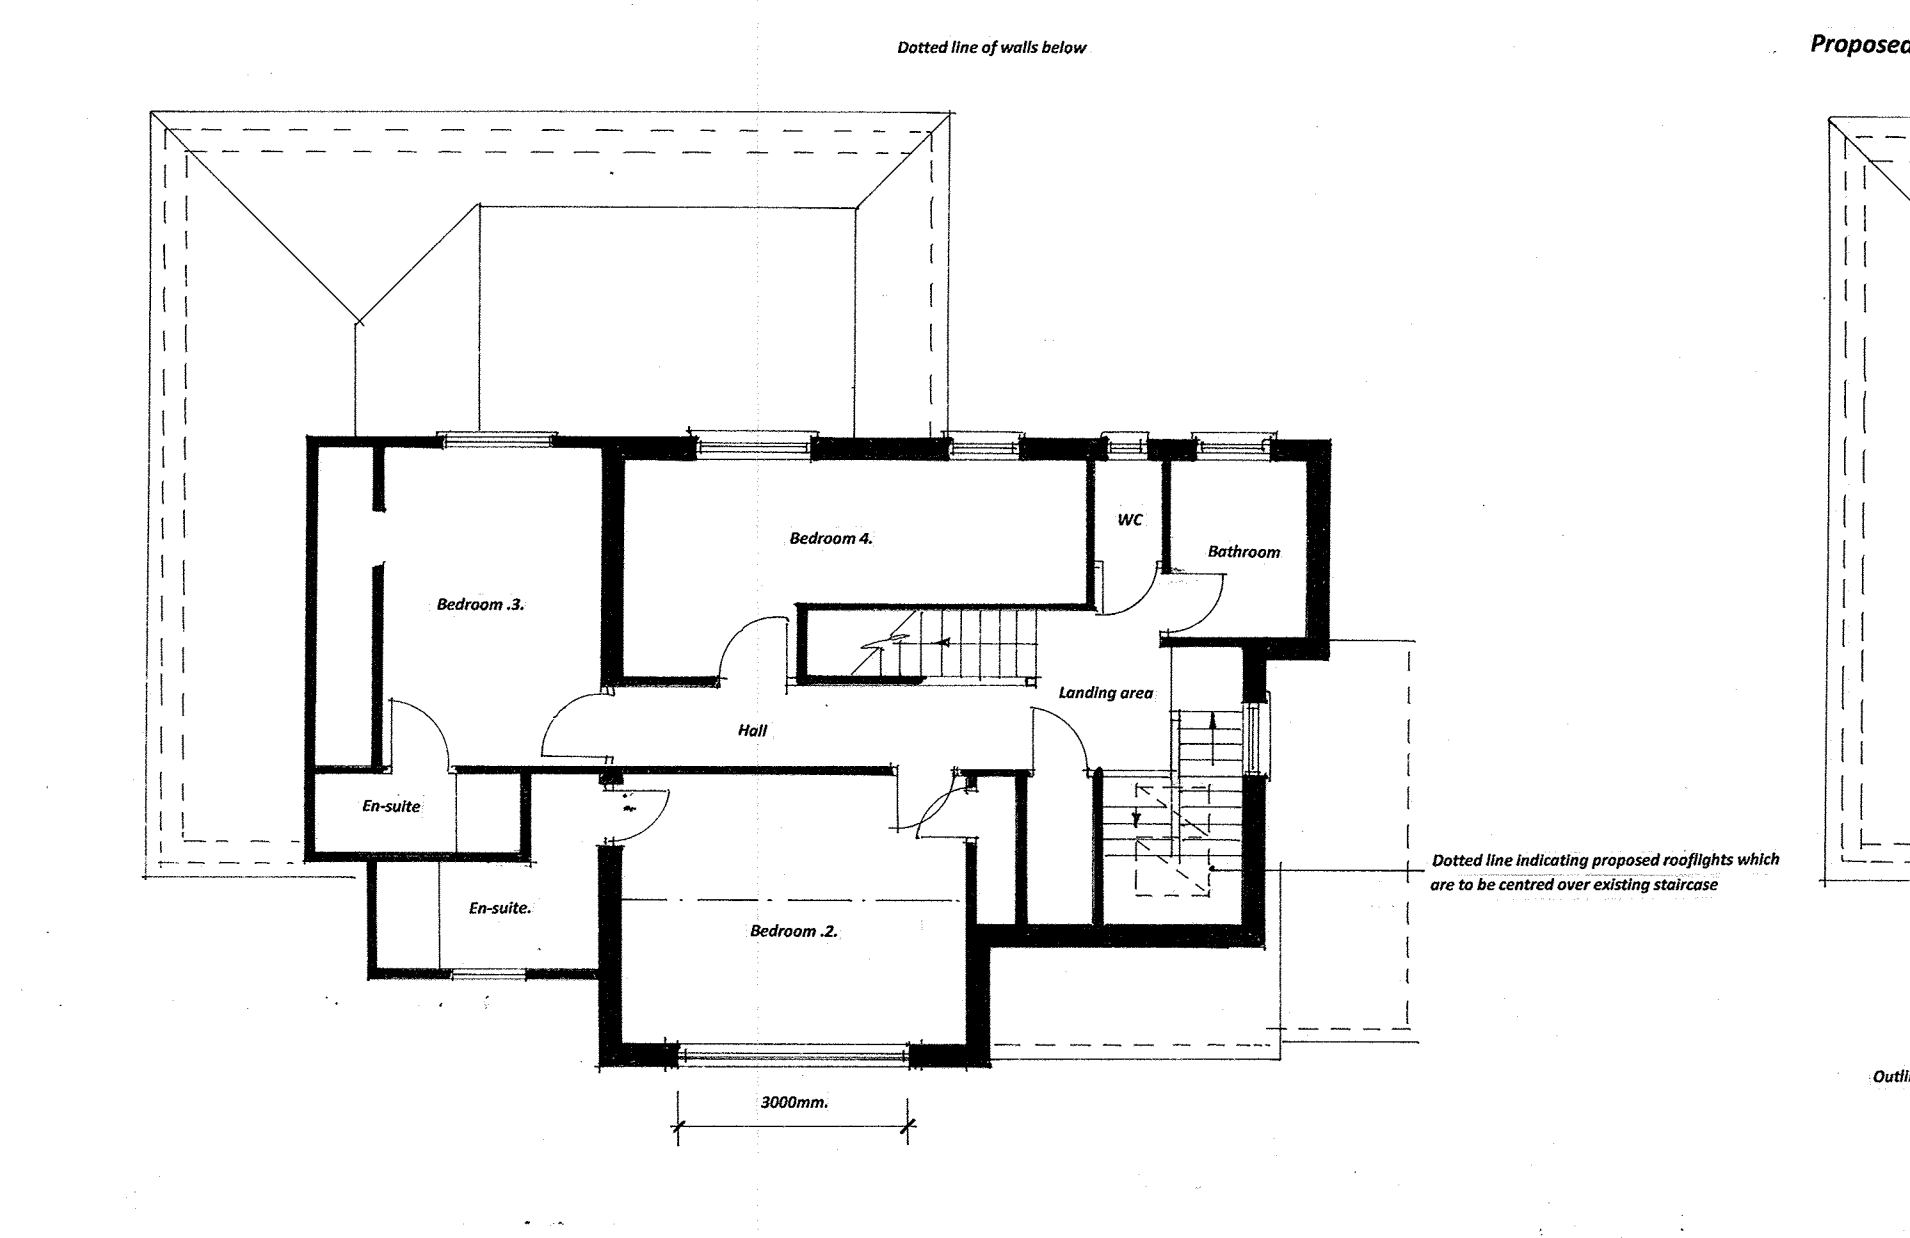 Dotted line of walls below
Proposed
Bedroom 4.
WC
Bathroom
Bedroom .3.
Landing area
Hall
En-suite
Dotted line indicating proposed rooflights which
are to be centred over existing staircase
En-suite.
Bedroom .2.
3000mm.